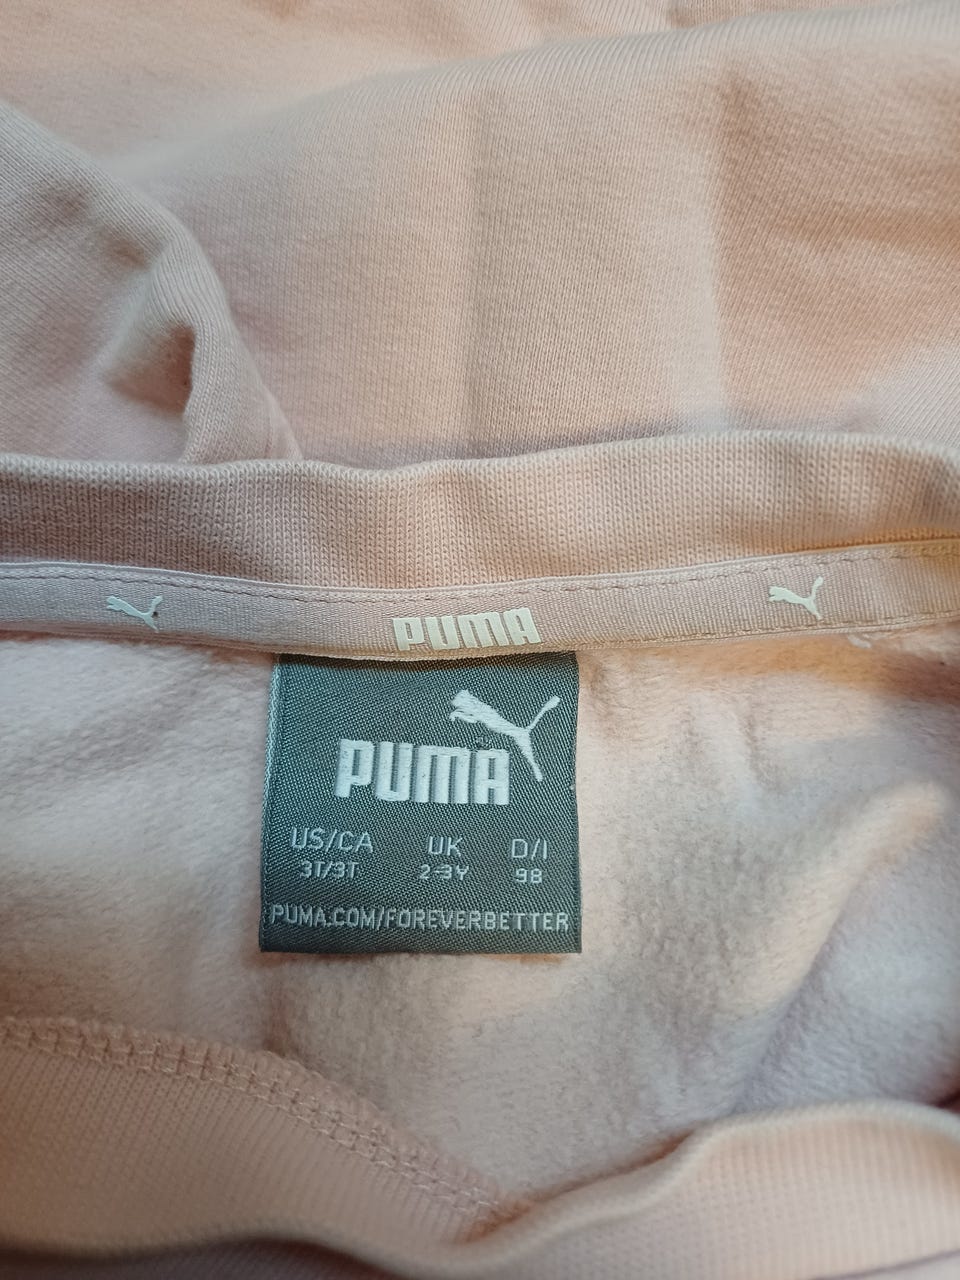 PUMA
PUMA
US/CA UK D/I
3T/3T 2-3Y 98
PUMA.COM/FOREVERBETTER